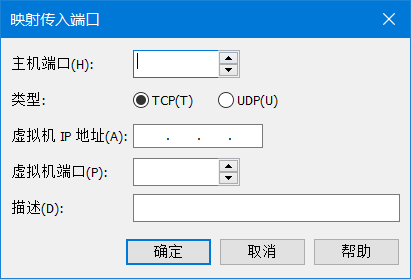 映射传入端口
主机端口(H):
类型: TCP(T) UDP(U)
虚拟机 IP 地址(A): . . .
虚拟机端口(P):
描述(D):
确定 取消 帮助